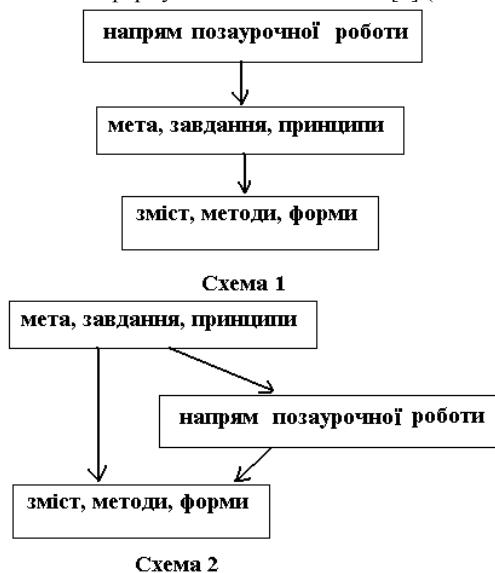 напрям позаурочної роботи
мета, завдання, принципи
зміст, методи, форми
Схема 1
мета, завдання, принципи
напрям позаурочної роботи
зміст, методи, форми
Схема 2